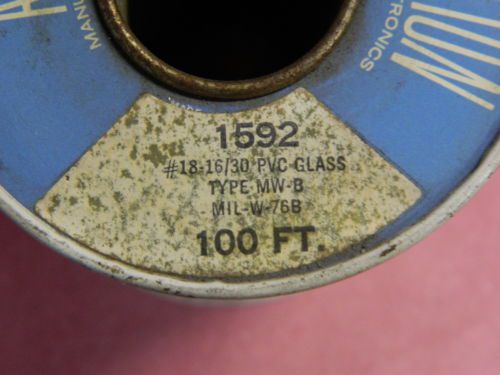 1592
#18-16/30 PVC GLASS
TYPE MW-B
MIL-W-76B
100 FT.